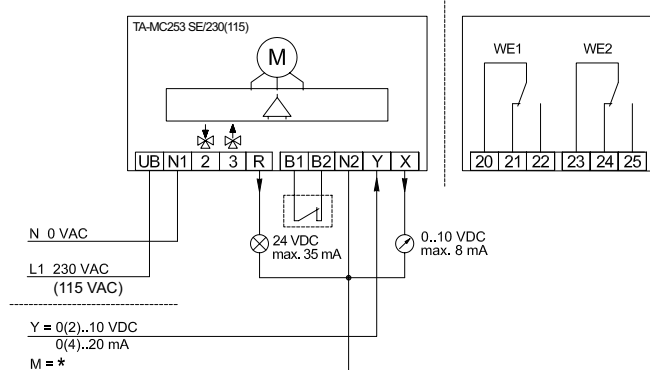 TA-MC253 SE/230(115)
M
UB N1 2 3 R B1 B2 N2 Y X
WE1 WE2
20 21 22 23 24 25
N 0 VAC
L1 230 VAC
(115 VAC)
24 VDC
max. 35 mA
0..10 VDC
max. 8 mA
Y = 0(2)..10 VDC
0(4)..20 mA
M = *